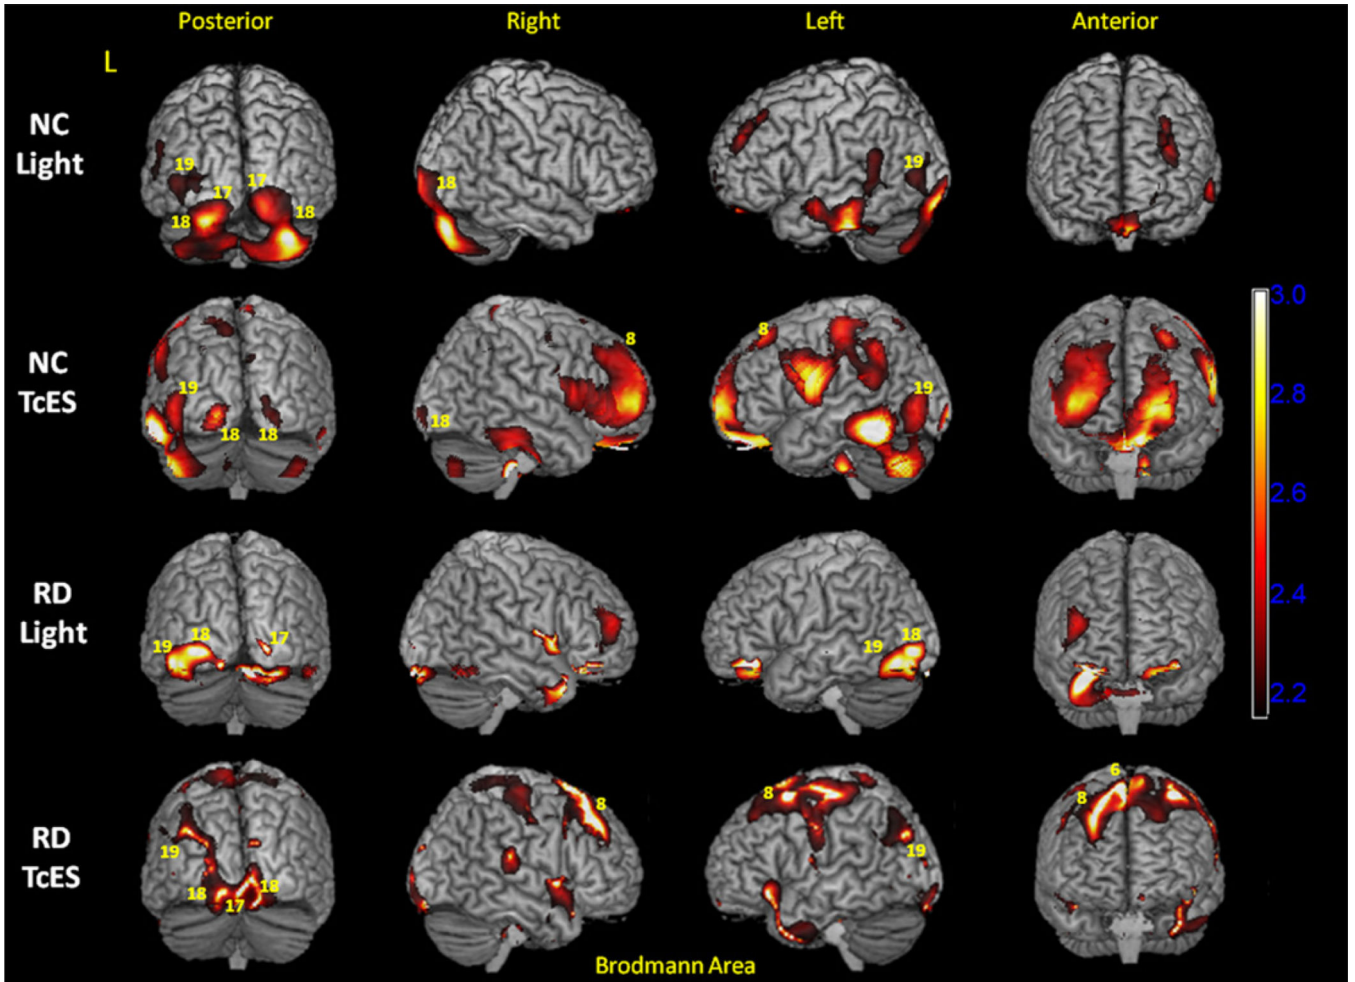 Posterior Right Left Anterior
L
NC
Light
19
17 17
18 18
18
19
NC
TcES
19
18 18
8
18
8
19
3.0
2.8
2.6
2.4
2.2
RD
Light
19 18 17
19 18
RD
TcES
19
18 18
17
8
8
19
6
8
Brodmann Area